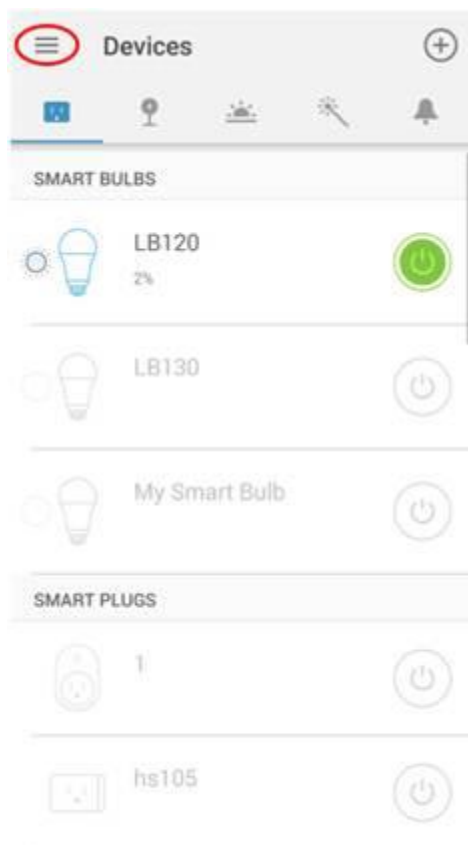 Devices
SMART BULBS
LB120
2%
LB130
My Smart Bulb
SMART PLUGS
1
hs105